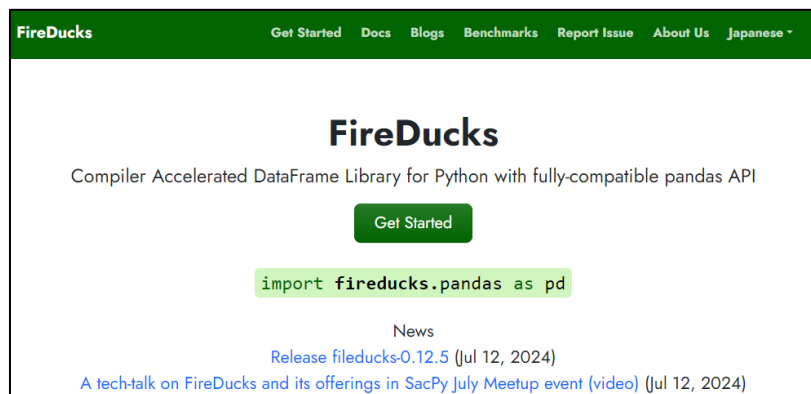 FireDucks Get Started Docs Blogs Benchmarks Report Issue About Us Japanese
FireDucks
Compiler Accelerated DataFrame Library for Python with fully-compatible pandas API
Get Started
import fireducks.pandas as pd
News
Release fileducks-0.12.5 (Jul 12, 2024)
A tech-talk on FireDucks and its offerings in SacPy July Meetup event (video) (Jul 12, 2024)